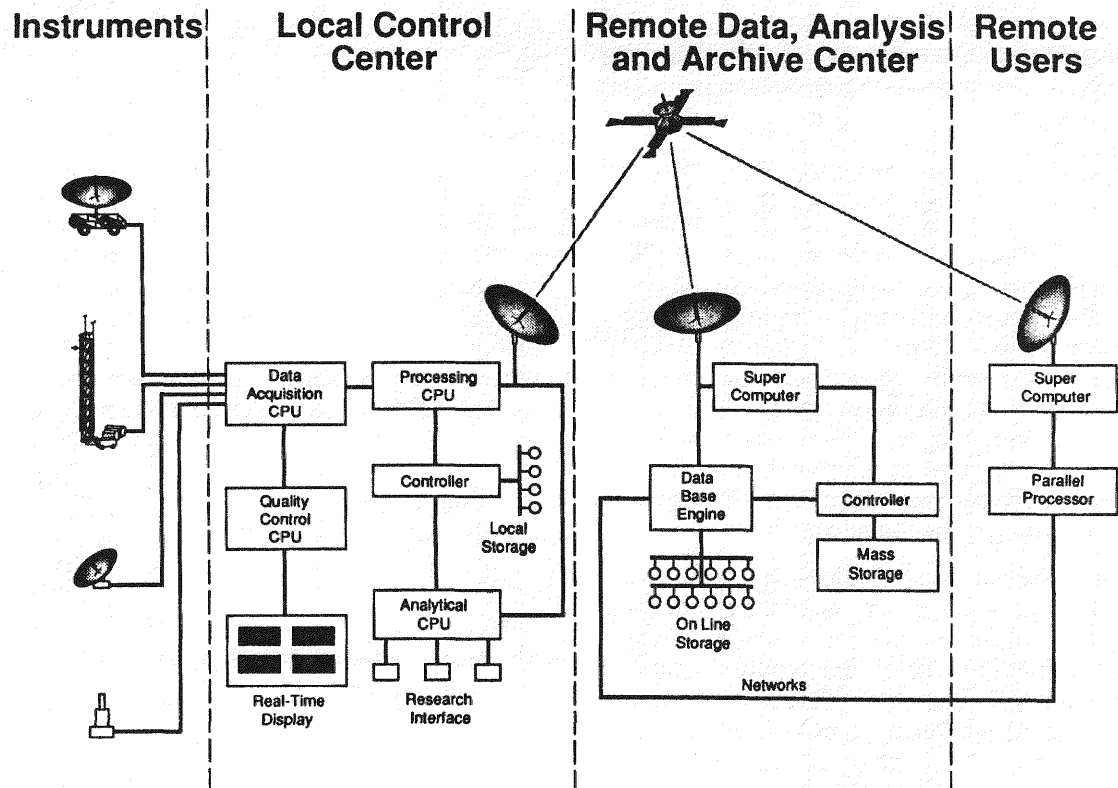 Instruments
Local Control
Center
Remote Data, Analysis
and Archive Center
Remote
Users
Data
Acquisition
CPU
Processing
CPU
Super
Computer
Super
Computer
Quality
Control
CPU
Controller
Local
Storage
Data
Base
Engine
Controller
Parallel
Processor
Mass
Storage
Analytical
CPU
On Line
Storage
Real-Time
Display
Research
Interface
Networks